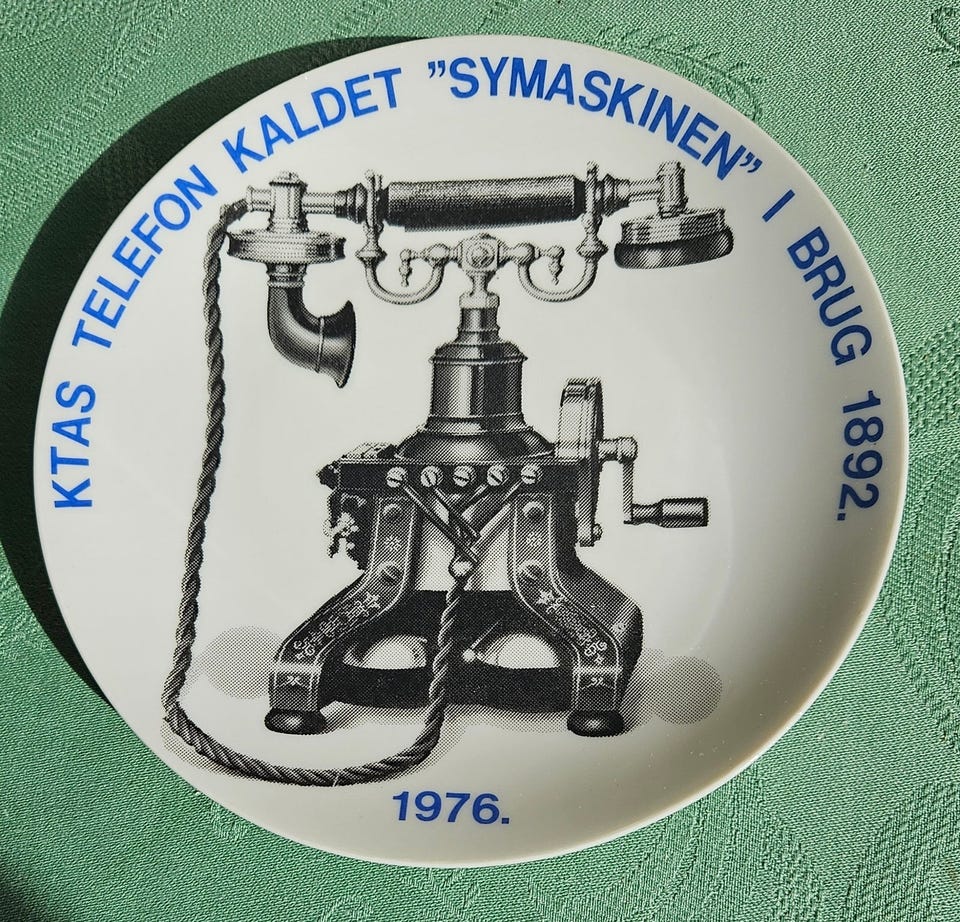 KTAS TELEFON KALDET ”SYMASKINEN” I BRUG 1892.
1976.